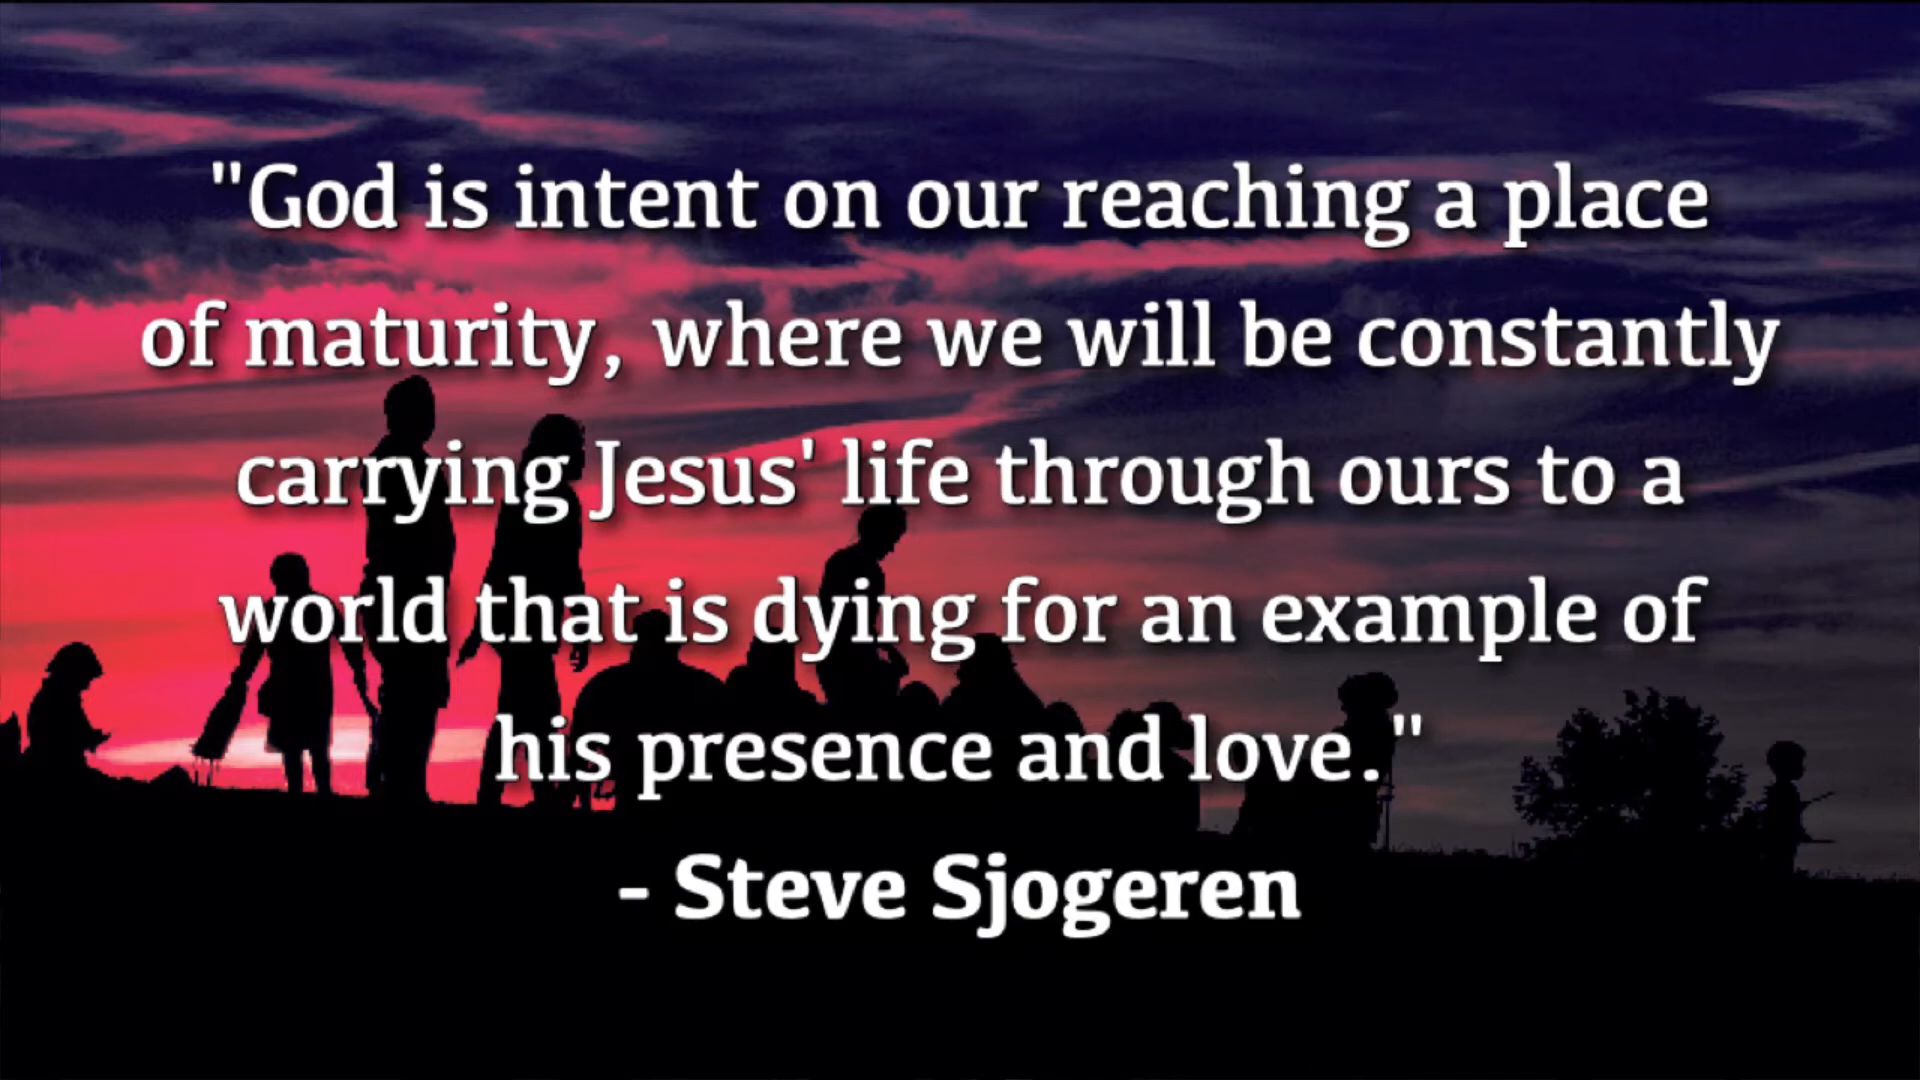 "God is intent on our reaching a place
of maturity, where we will be constantly
carrying Jesus' life through ours to a
world that is dying for an example of
his presence and love."
- Steve Sjogeren